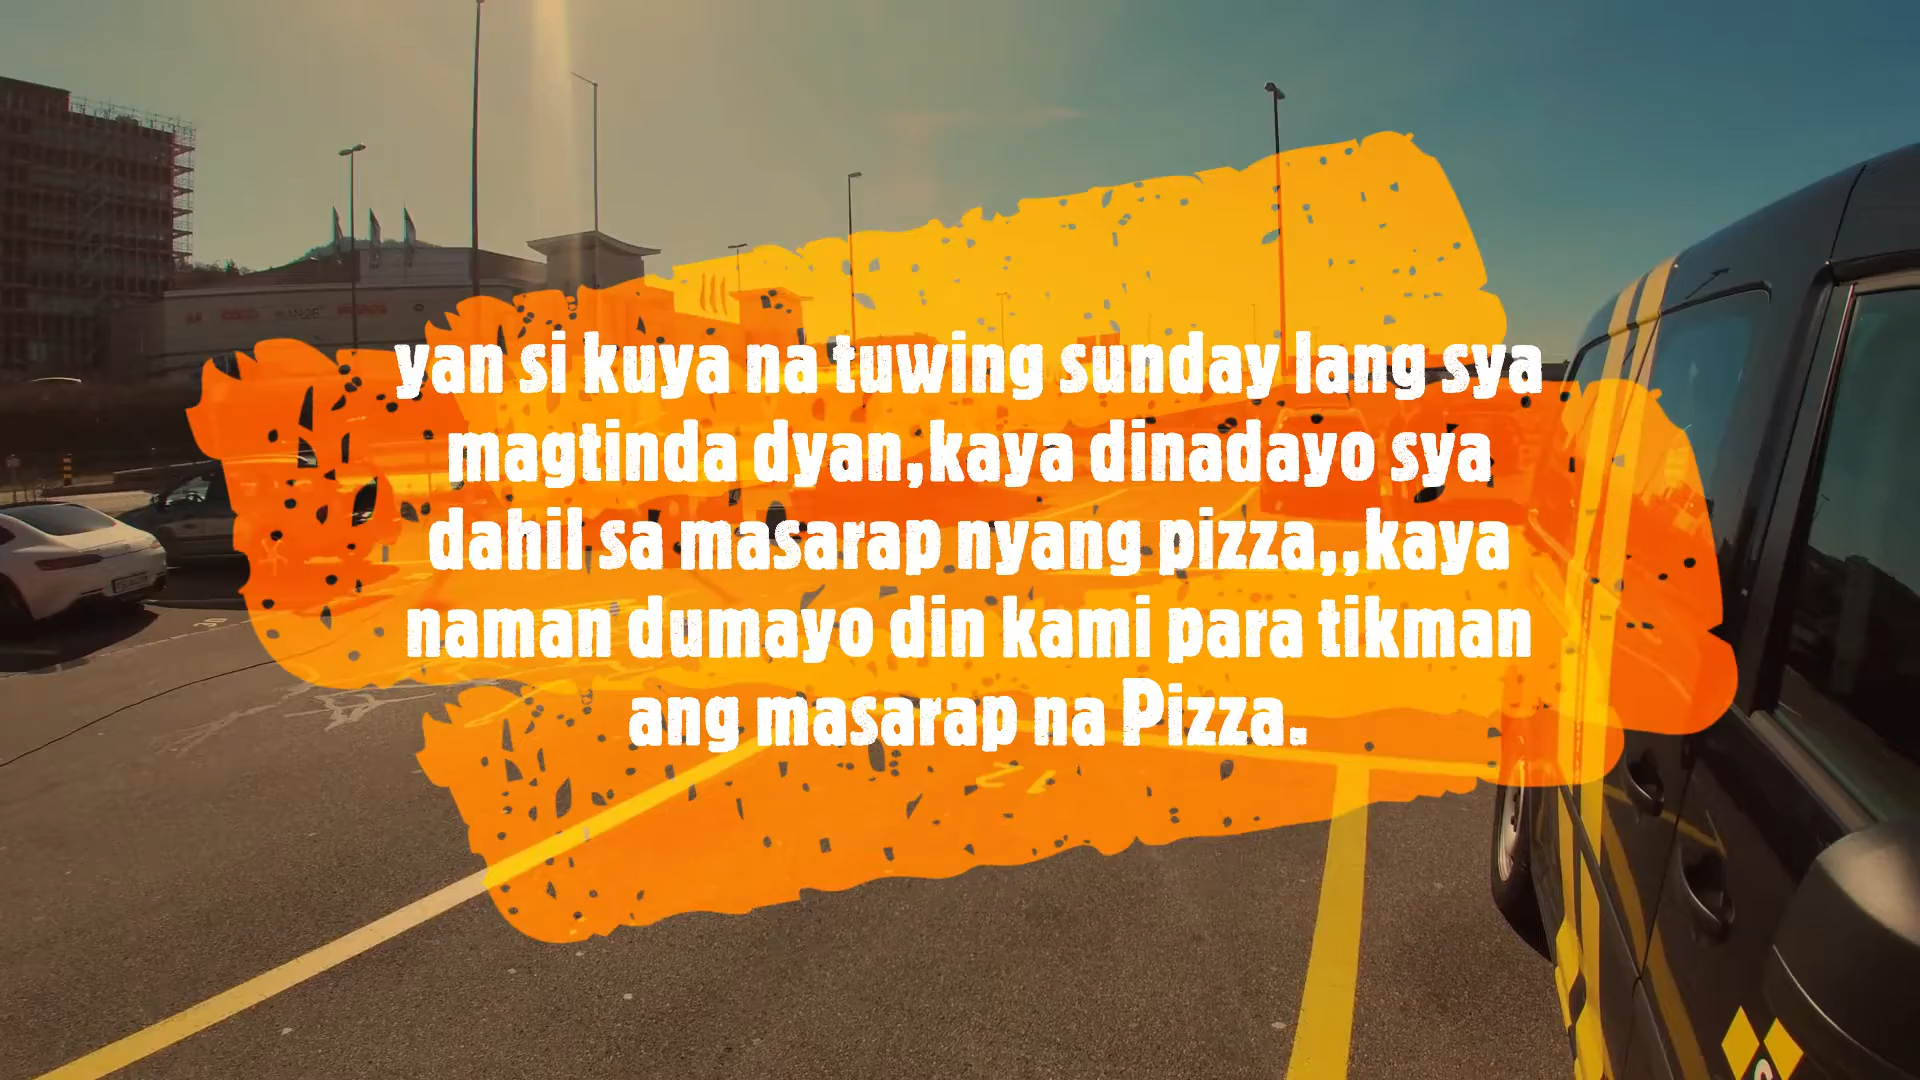 yan si kuya na tuwing sunday lang sya
magtinda dyan,kaya dinadayo sya
dahil sa masarap nyang pizza,,kaya
naman dumayo din kami para tikman
ang masarap na Pizza.